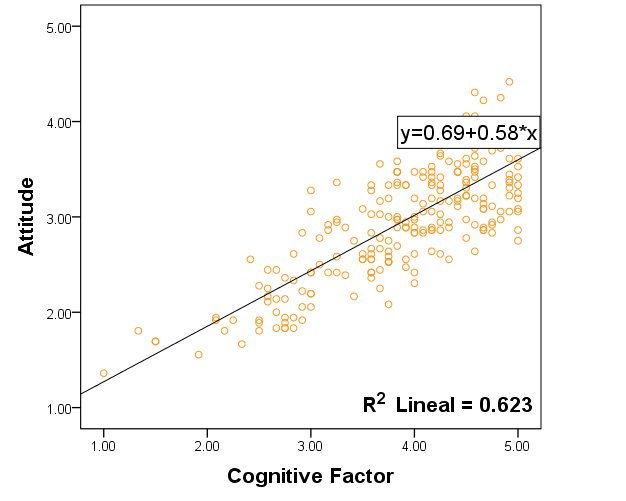 5.00
4.00
3.00
2.00
1.00
Attitude
y=0.69+0.58*x
R² Lineal = 0.623
1.00 2.00 3.00 4.00 5.00
Cognitive Factor